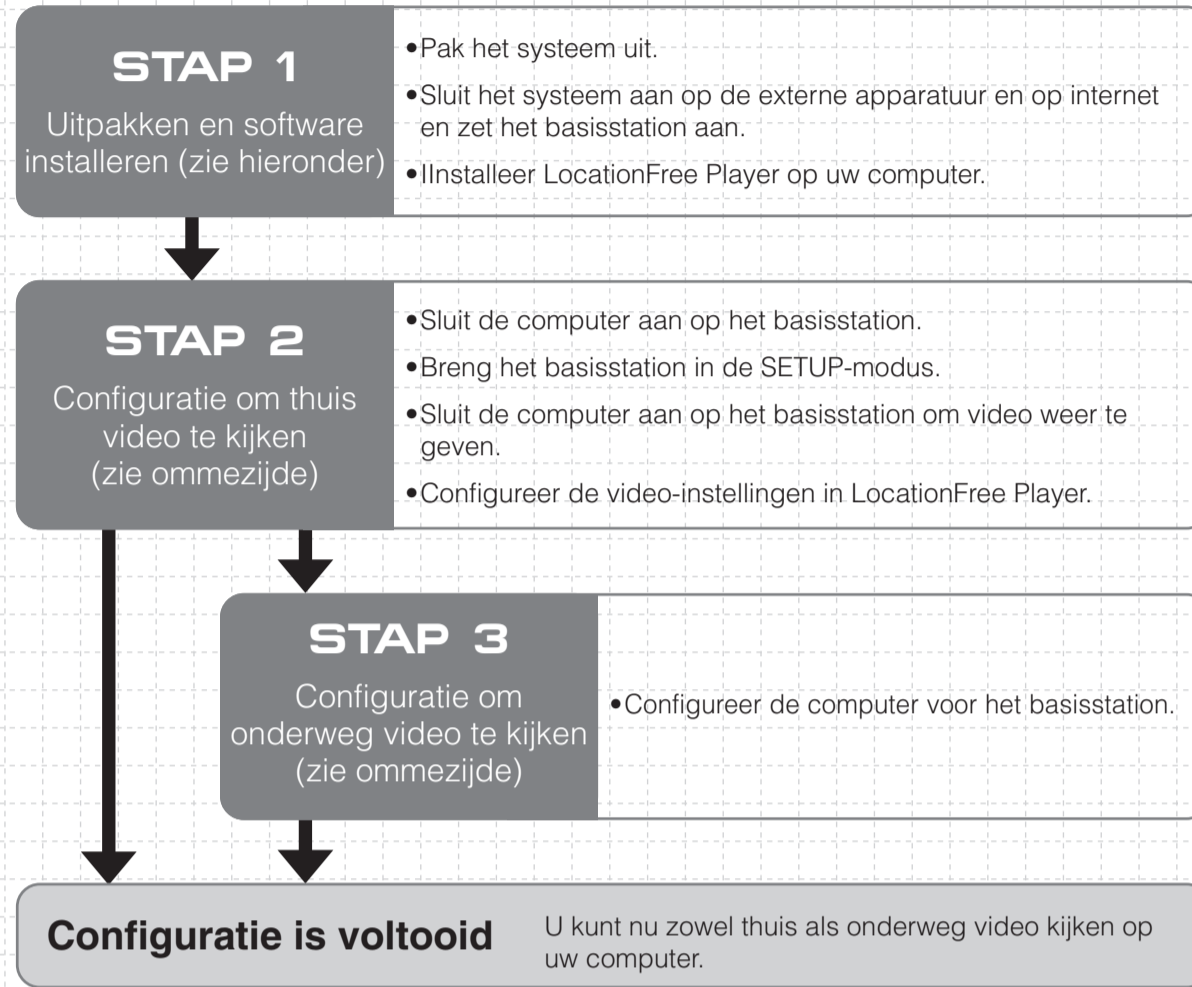 STAP 1
Uitpakken en software
installeren (zie hieronder)
•Pak het systeem uit.
•Sluit het systeem aan op de externe apparatuur en op internet
en zet het basisstation aan.
•IInstalleer LocationFree Player op uw computer.
STAP 2
Configuratie om thuis
video te kijken
(zie ommezijde)
•Sluit de computer aan op het basisstation.
•Breng het basisstation in de SETUP-modus.
•Sluit de computer aan op het basisstation om video weer te
geven.
•Configureer de video-instellingen in LocationFree Player.
STAP 3
Configuratie om
onderweg video te kijken
(zie ommezijde)
•Configureer de computer voor het basisstation.
Configuratie is voltooid
U kunt nu zowel thuis als onderweg video kijken op
uw computer.